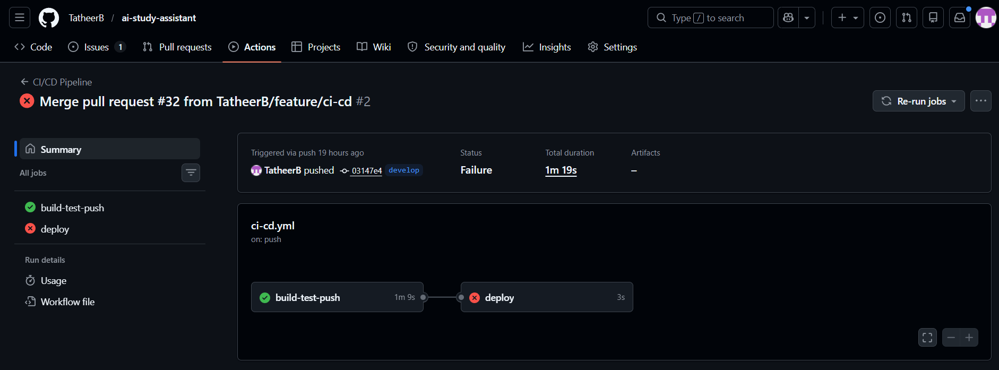 TatheerB / ai-study-assistant
Type / to search
Code
Issues 1
Pull requests
Actions
Projects
Wiki
Security and quality
Insights
Settings
CI/CD Pipeline
Merge pull request #32 from TatheerB/feature/ci-cd #2
Re-run jobs
Summary
All jobs
build-test-push
deploy
Run details
Usage
Workflow file
Triggered via push 19 hours ago
TatheerB pushed 03147e4 develop
Status
Failure
Total duration
1m 19s
Artifacts
–
ci-cd.yml
on: push
build-test-push 1m 9s
deploy 3s